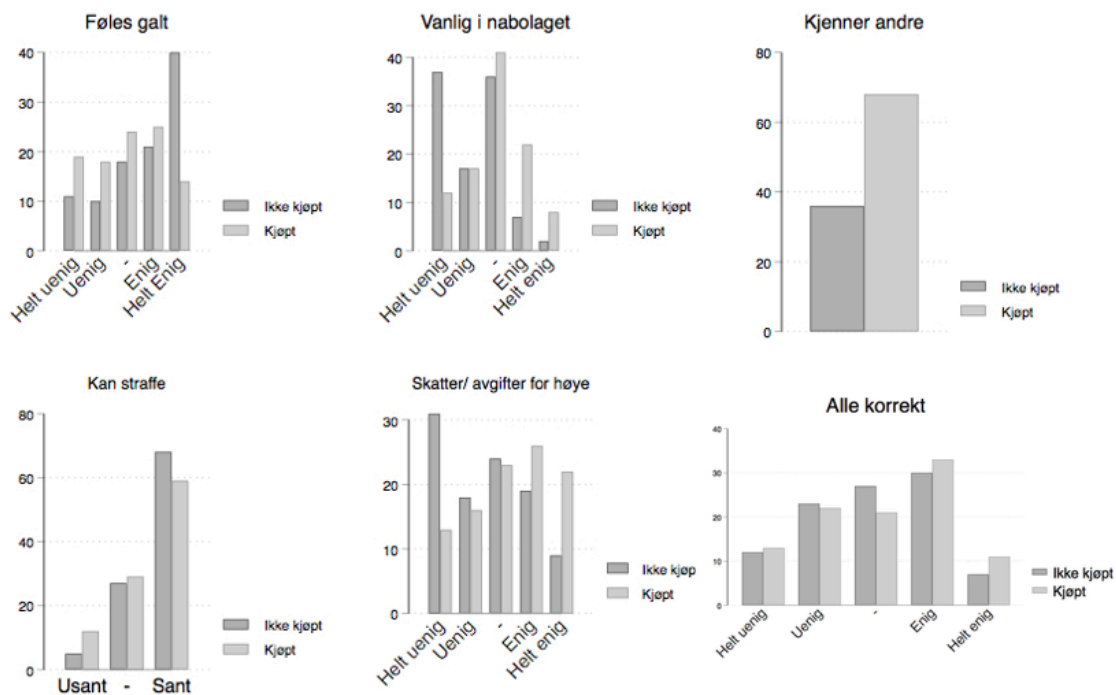 Føles galt
40
30
20
10
0
Helt uenig
Uenig
-
Enig
Helt Enig
Ikke kjøpt
Kjøpt
Vanlig i nabolaget
40
30
20
10
0
Helt uenig
Uenig
-
Enig
Helt enig
Ikke kjøpt
Kjøpt
Kjenner andre
80
60
40
20
0
Ikke kjøpt
Kjøpt
Kan straffe
80
60
40
20
0
Usant - Sant
Ikke kjøpt
Kjøpt
Skatter/ avgifter for høye
30
20
10
0
Helt uenig
Uenig
-
Enig
Helt enig
Ikke kjøp
Kjøpt
Alle korrekt
40
30
20
10
0
Helt uenig
Uenig
-
Enig
Helt enig
Ikke kjøpt
Kjøpt